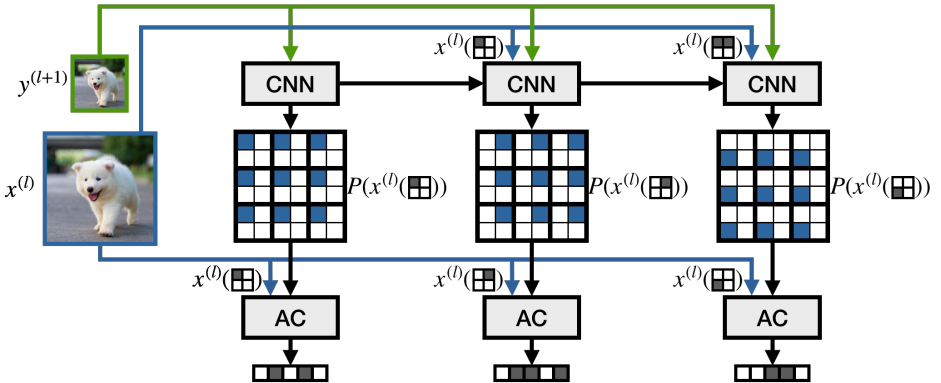 x^{(l)}( ) x^{(l)}( )
y^{(l+1)} CNN CNN CNN
x^{(l)} P(x^{(l)}( )) P(x^{(l)}( )) P(x^{(l)}( ))
x^{(l)}( ) x^{(l)}( ) x^{(l)}( )
AC AC AC